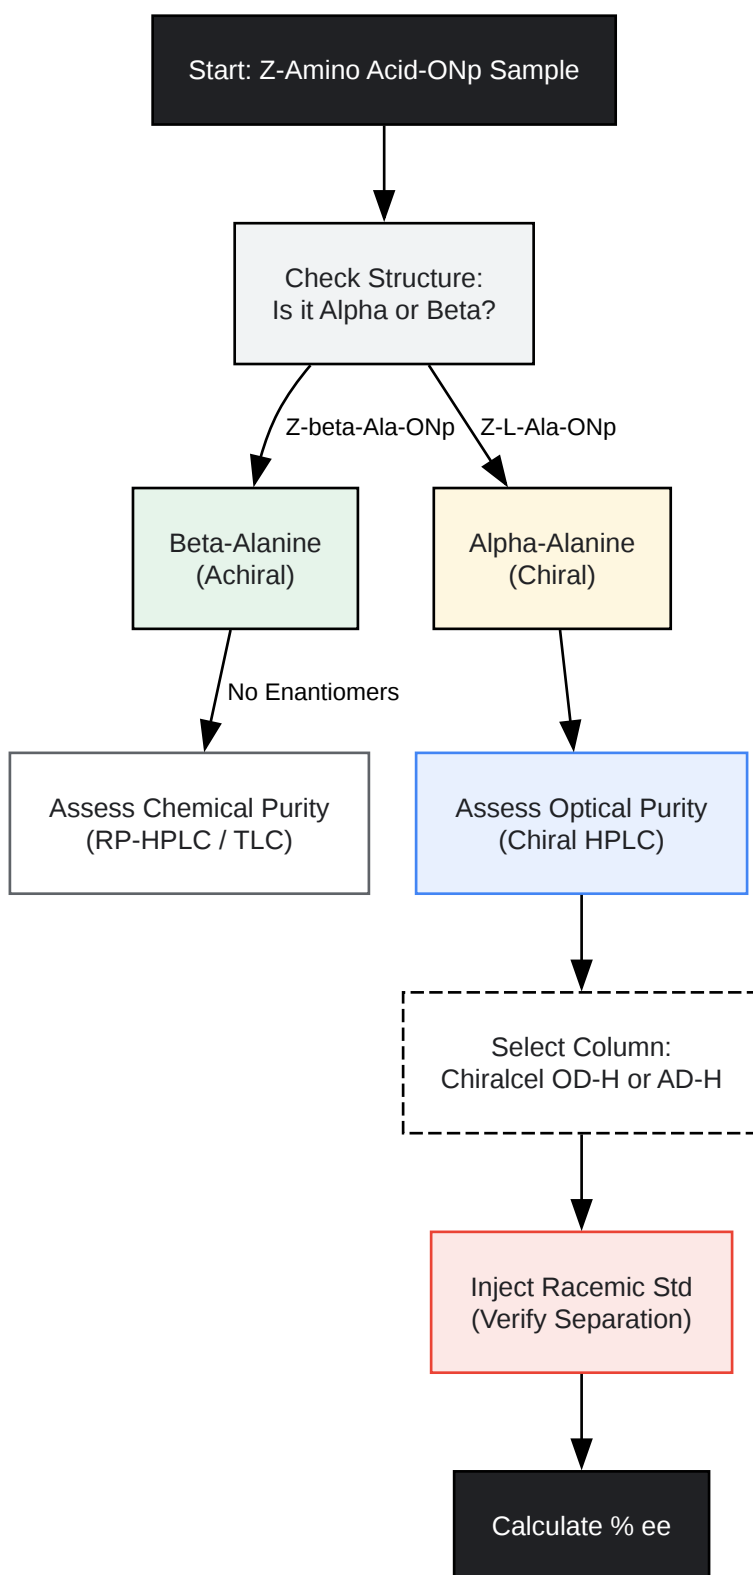 Start: Z-Amino Acid-ONp Sample
Check Structure:
Is it Alpha or Beta?
Z-beta-Ala-ONp
Z-L-Ala-ONp
Beta-Alanine
(Achiral)
Alpha-Alanine
(Chiral)
No Enantiomers
Assess Chemical Purity
(RP-HPLC / TLC)
Assess Optical Purity
(Chiral HPLC)
Select Column:
Chiralcel OD-H or AD-H
Inject Racemic Std
(Verify Separation)
Calculate % ee